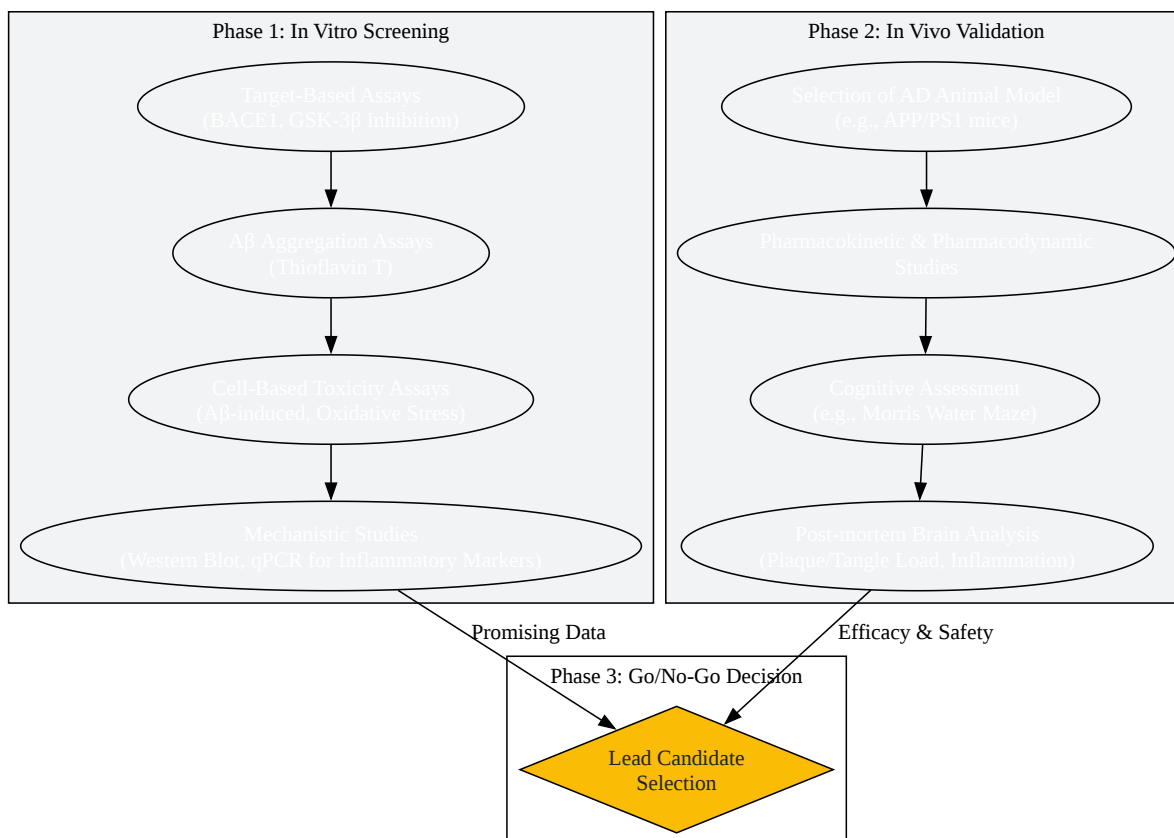 Phase 1: In Vitro Screening
Target-Based Assays
(BACE1, GSK-3β Inhibition)
Aβ Aggregation Assays
(Thioflavin T)
Cell-Based Toxicity Assays
(Aβ-induced, Oxidative Stress)
Mechanistic Studies
(Western Blot, qPCR for Inflammatory Markers)
Phase 2: In Vivo Validation
Selection of AD Animal Model
(e.g., APP/PS1 mice)
Pharmacokinetic & Pharmacodynamic
Studies
Cognitive Assessment
(e.g., Morris Water Maze)
Post-mortem Brain Analysis
(Plaque/Tangle Load, Inflammation)
Promising Data
Efficacy & Safety
Phase 3: Go/No-Go Decision
Lead Candidate
Selection